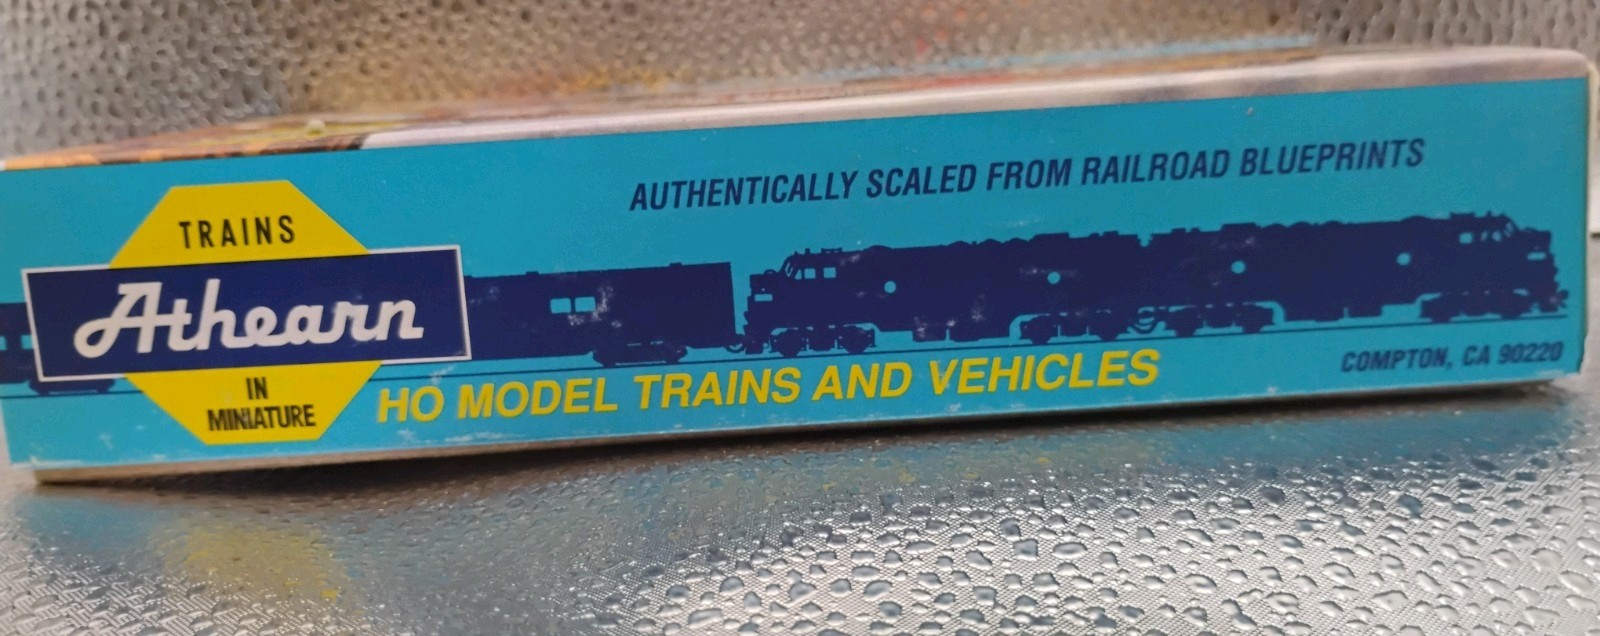 TRAINS
Athearn
IN
MINIATURE
AUTHENTICALLY SCALED FROM RAILROAD BLUEPRINTS
HO MODEL TRAINS AND VEHICLES
COMPTON, CA 90220